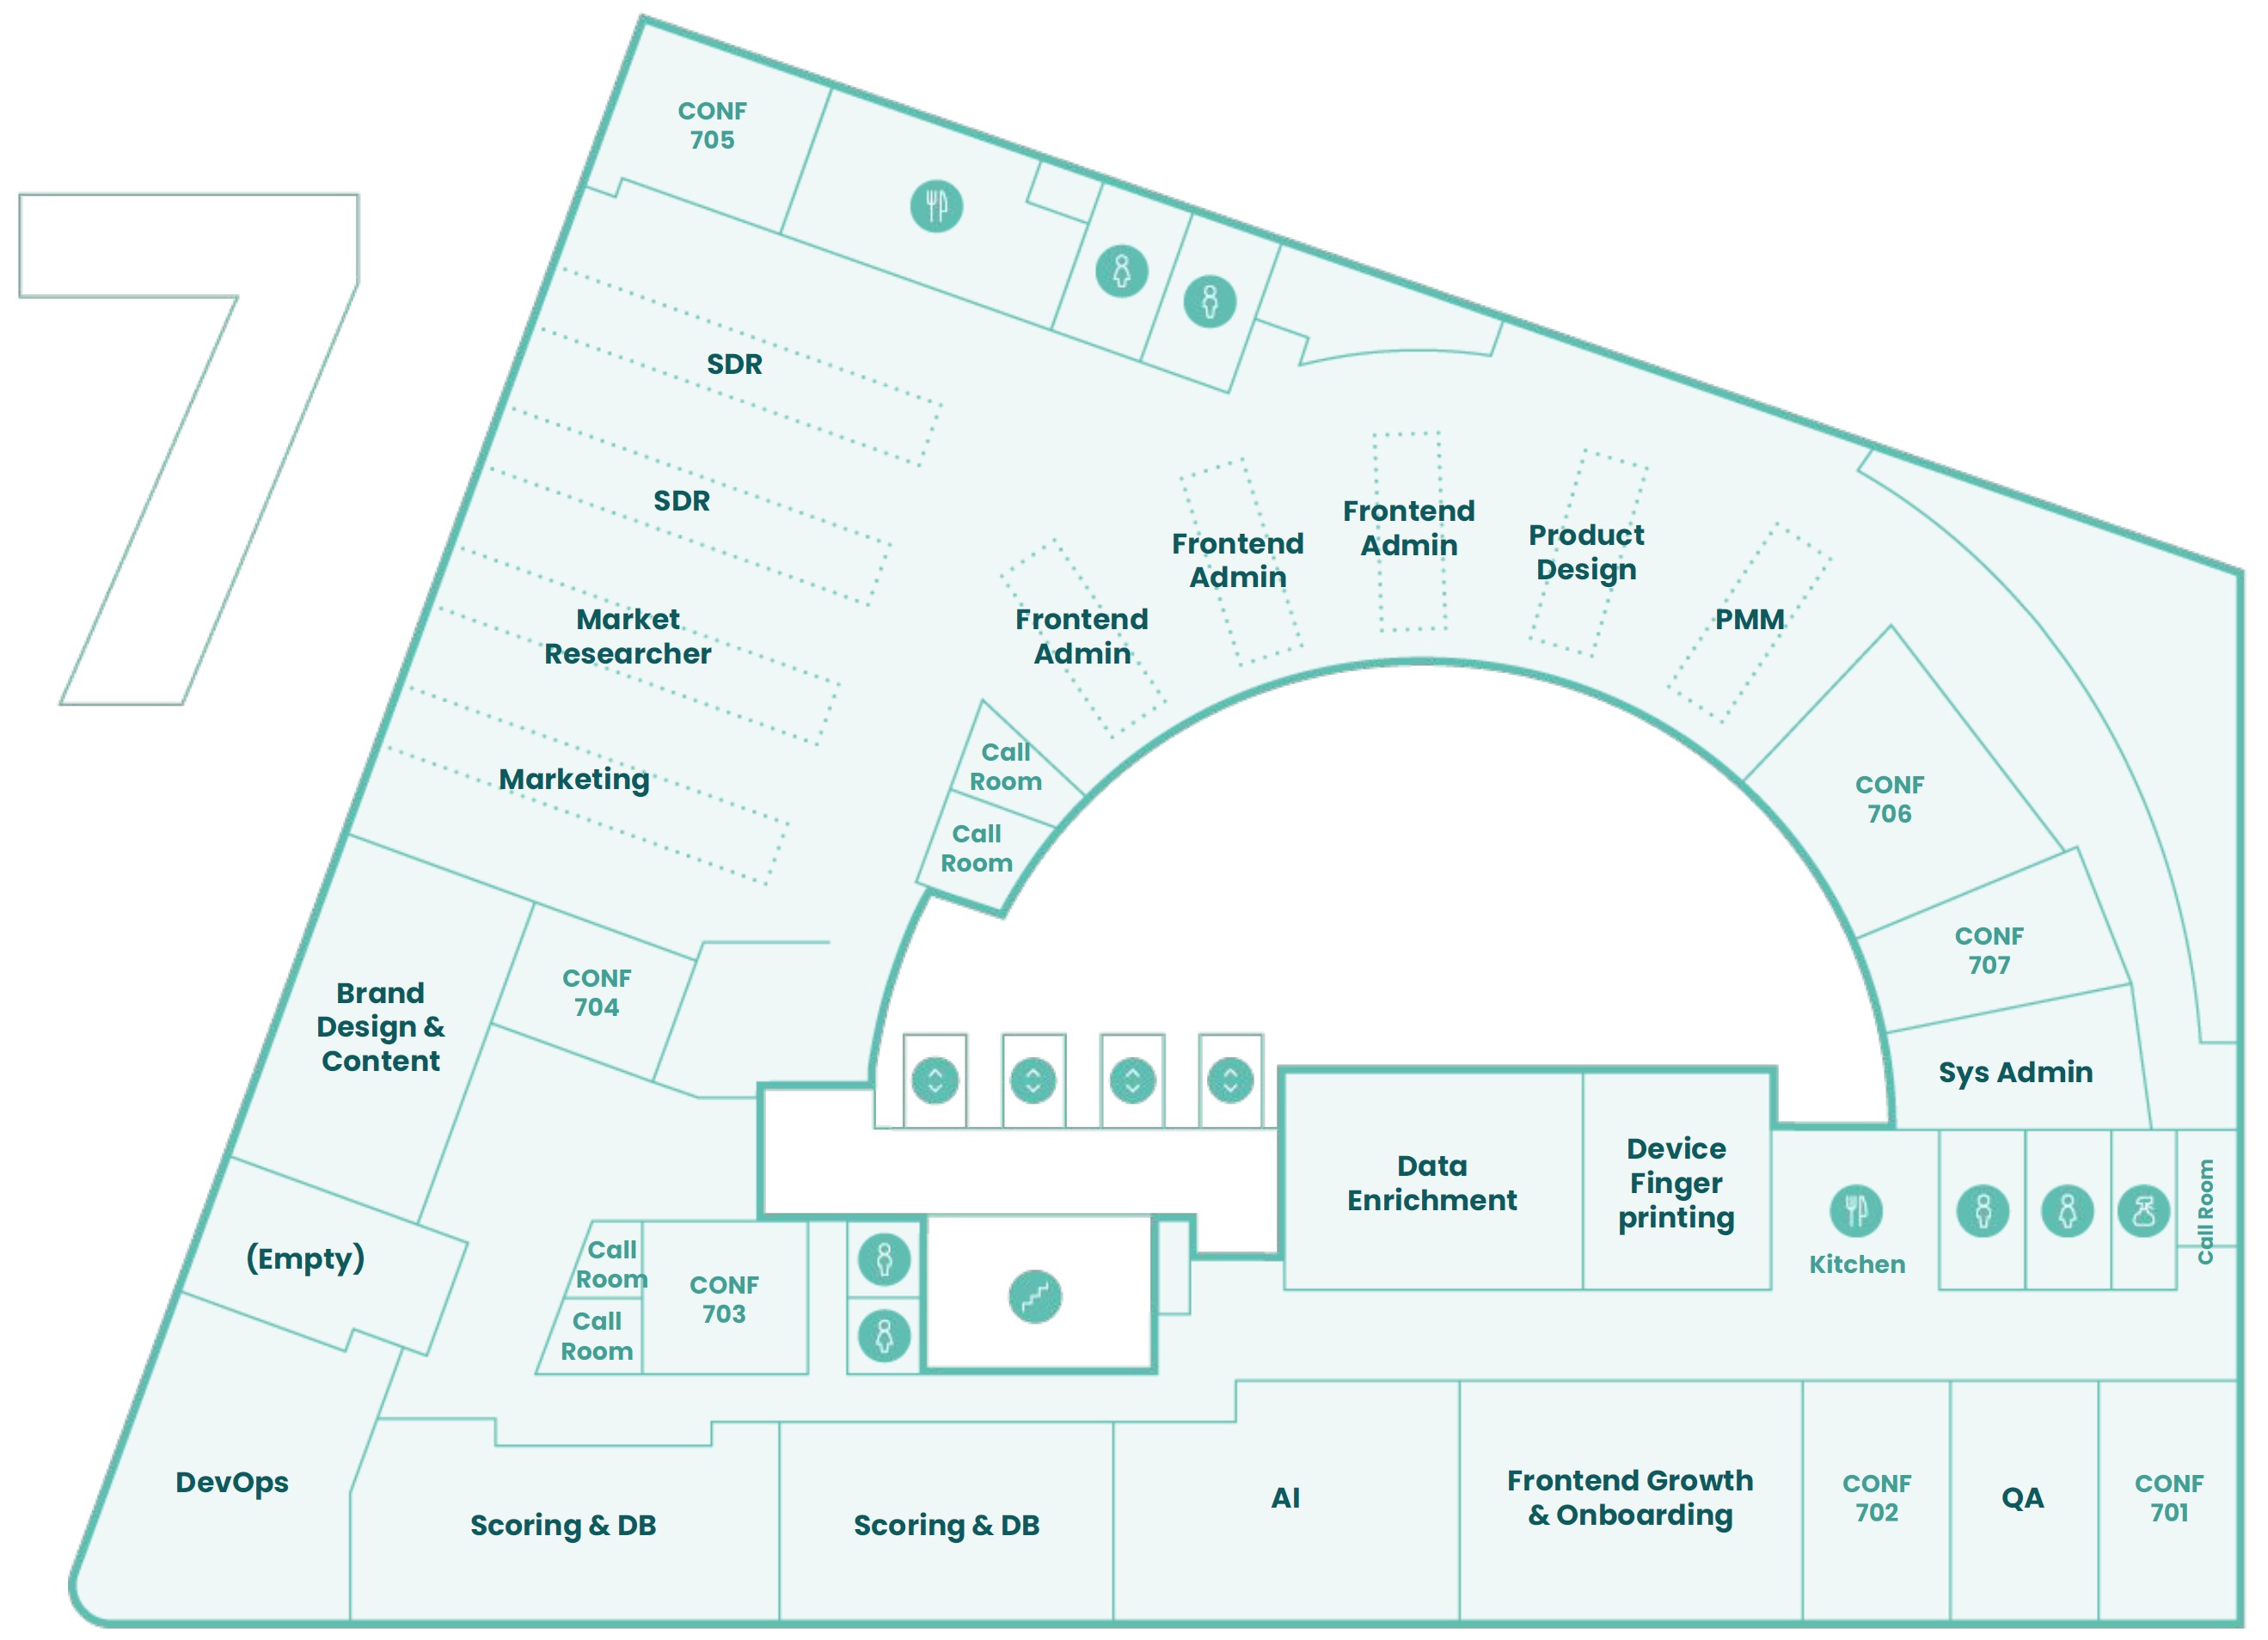 7
CONF
705
SDR
SDR
Market
Researcher
Marketing
Frontend
Admin
Frontend
Admin
Frontend
Admin
Product
Design
PMM
Call
Room
Call
Room
CONF
706
CONF
707
Sys Admin
Brand
Design &
Content
CONF
704
(Empty)
Call
Room
Call
Room
CONF
703
Data
Enrichment
Device
Finger
printing
Kitchen
Call Room
DevOps
Scoring & DB
Scoring & DB
AI
Frontend Growth
& Onboarding
CONF
702
QA
CONF
701